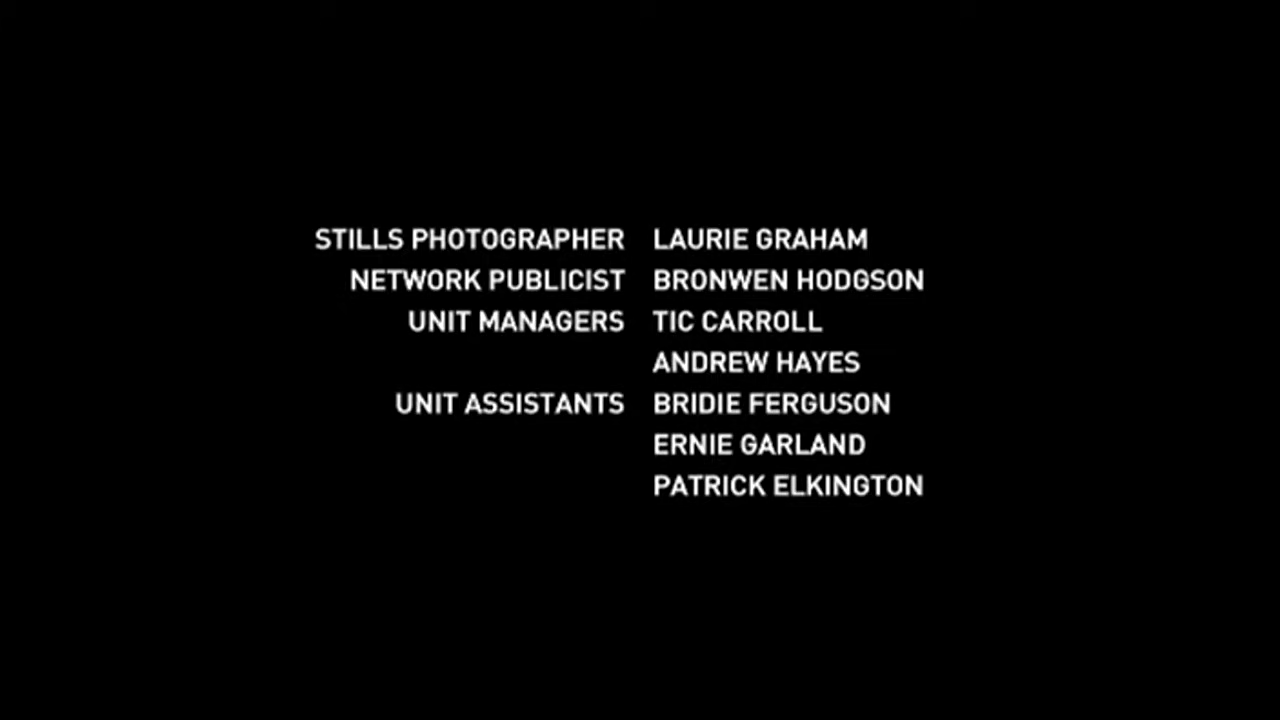 STILLS PHOTOGRAPHER LAURIE GRAHAM
NETWORK PUBLICIST BRONWEN HODGSON
UNIT MANAGERS TIC CARROLL
ANDREW HAYES
UNIT ASSISTANTS BRIDIE FERGUSON
ERNIE GARLAND
PATRICK ELKINGTON